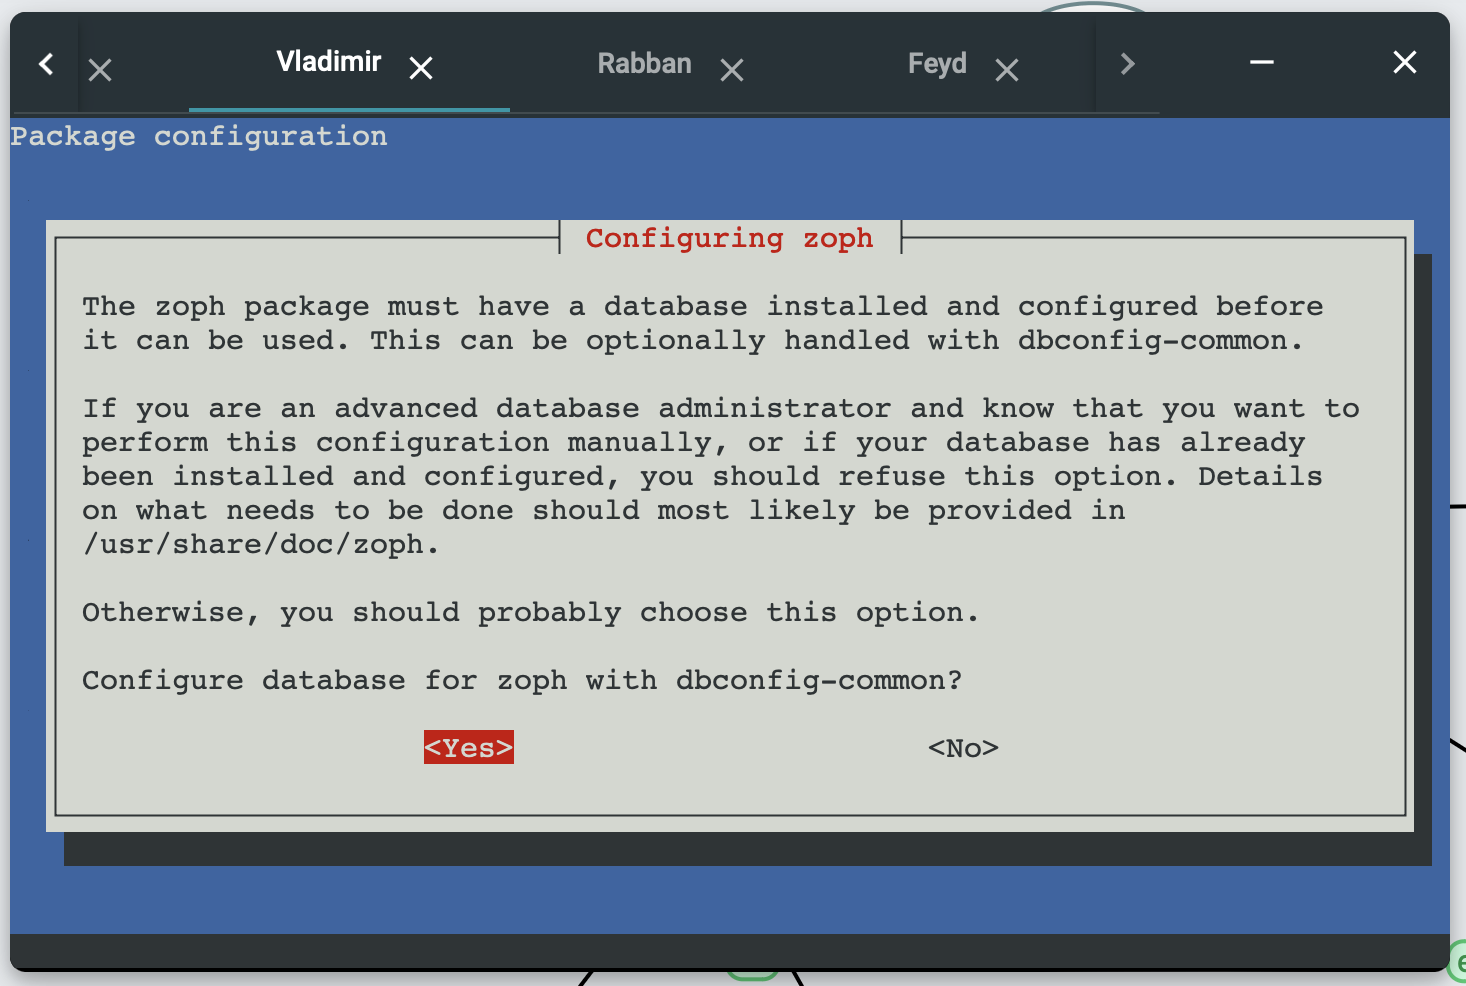 Vladimir Rabban Feyd
Package configuration
Configuring zoph
The zoph package must have a database installed and configured before
it can be used. This can be optionally handled with dbconfig-common.
If you are an advanced database administrator and know that you want to
perform this configuration manually, or if your database has already
been installed and configured, you should refuse this option. Details
on what needs to be done should most likely be provided in
/usr/share/doc/zoph.
Otherwise, you should probably choose this option.
Configure database for zoph with dbconfig-common?
<Yes> <No>
e